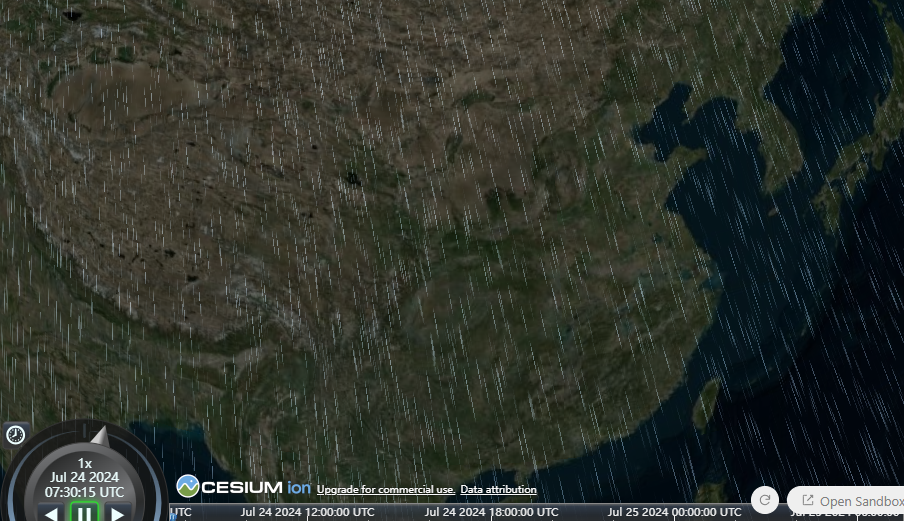 1x
Jul 24 2024
07:30:15 UTC
CESIUM ion Upgrade for commercial use. Data attribution
UTC Jul 24 2024 12:00:00 UTC Jul 24 2024 18:00:00 UTC Jul 25 2024 00:00:00 UTC
Open Sandbox